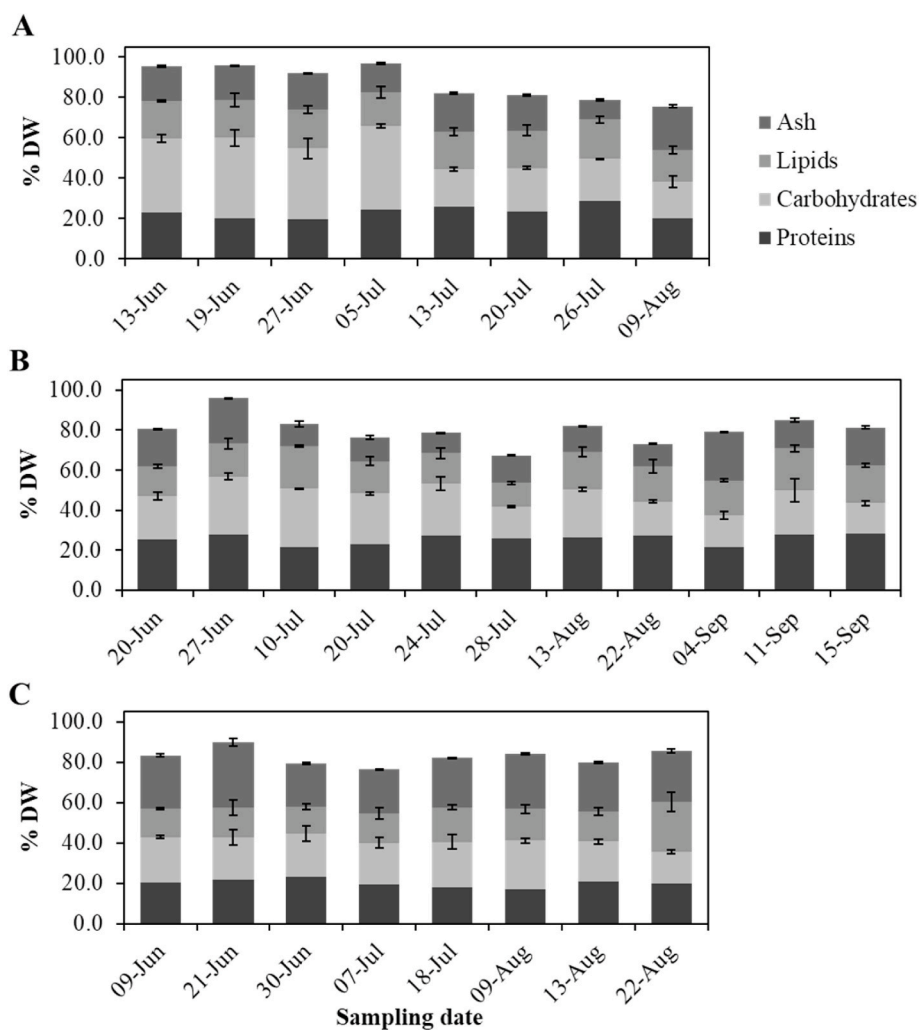 A
100.0
80.0
60.0
40.0
20.0
0.0
% DW
13-Jun
19-Jun
27-Jun
05-Jul
13-Jul
20-Jul
26-Jul
09-Aug
Ash
Lipids
Carbohydrates
Proteins
B
100.0
80.0
60.0
40.0
20.0
0.0
% DW
20-Jun
27-Jun
10-Jul
20-Jul
24-Jul
28-Jul
13-Aug
22-Aug
04-Sep
11-Sep
15-Sep
C
100.0
80.0
60.0
40.0
20.0
0.0
% DW
09-Jun
21-Jun
30-Jun
07-Jul
18-Jul
09-Aug
13-Aug
22-Aug
Sampling date